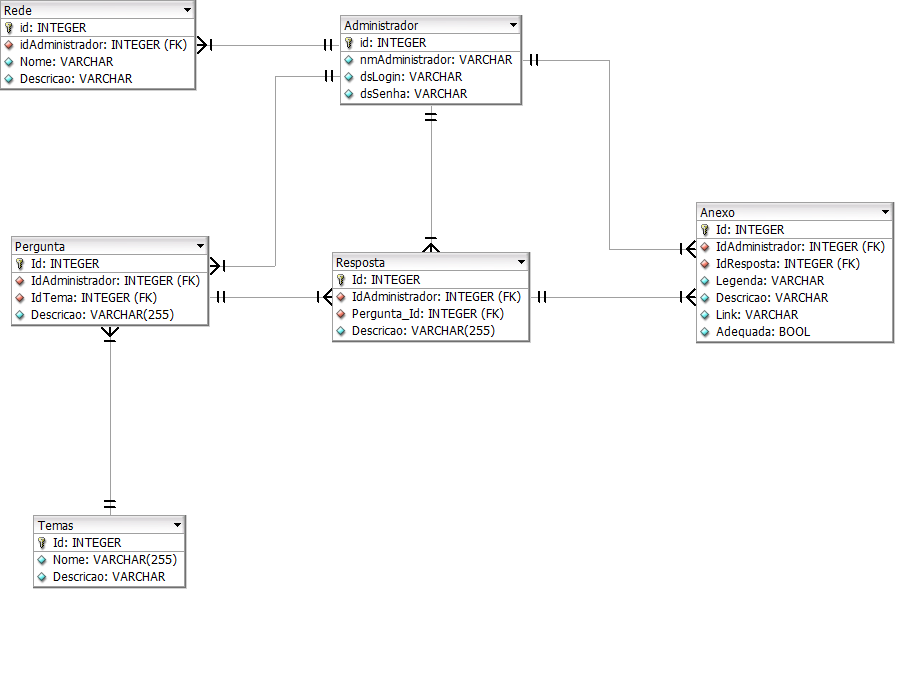 Rede
id: INTEGER
idAdministrador: INTEGER (FK)
Nome: VARCHAR
Descricao: VARCHAR
Administrador
id: INTEGER
nmAdministrador: VARCHAR
dsLogin: VARCHAR
dsSenha: VARCHAR
Anexo
Id: INTEGER
IdAdministrador: INTEGER (FK)
IdResposta: INTEGER (FK)
Legenda: VARCHAR
Descricao: VARCHAR
Link: VARCHAR
Adequada: BOOL
Pergunta
Id: INTEGER
IdAdministrador: INTEGER (FK)
IdTema: INTEGER (FK)
Descricao: VARCHAR(255)
Resposta
Id: INTEGER
IdAdministrador: INTEGER (FK)
Pergunta_Id: INTEGER (FK)
Descricao: VARCHAR(255)
Temas
Id: INTEGER
Nome: VARCHAR(255)
Descricao: VARCHAR